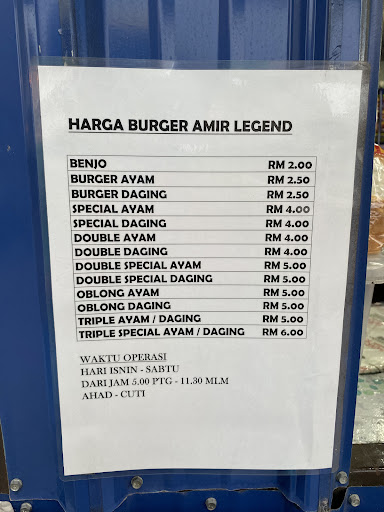 HARGA BURGER AMIR LEGEND
BENJO RM 2.00
BURGER AYAM RM 2.50
BURGER DAGING RM 2.50
SPECIAL AYAM RM 4.00
SPECIAL DAGING RM 4.00
DOUBLE AYAM RM 4.00
DOUBLE DAGING RM 4.00
DOUBLE SPECIAL AYAM RM 5.00
DOUBLE SPECIAL DAGING RM 5.00
OBLONG AYAM RM 5.00
OBLONG DAGING RM 5.00
TRIPLE AYAM / DAGING RM 5.00
TRIPLE SPECIAL AYAM / DAGING RM 6.00
WAKTU OPERASI
HARI ISNIN - SABTU
DARI JAM 5.00 PTG - 11.30 MLM
AHAD - CUTI